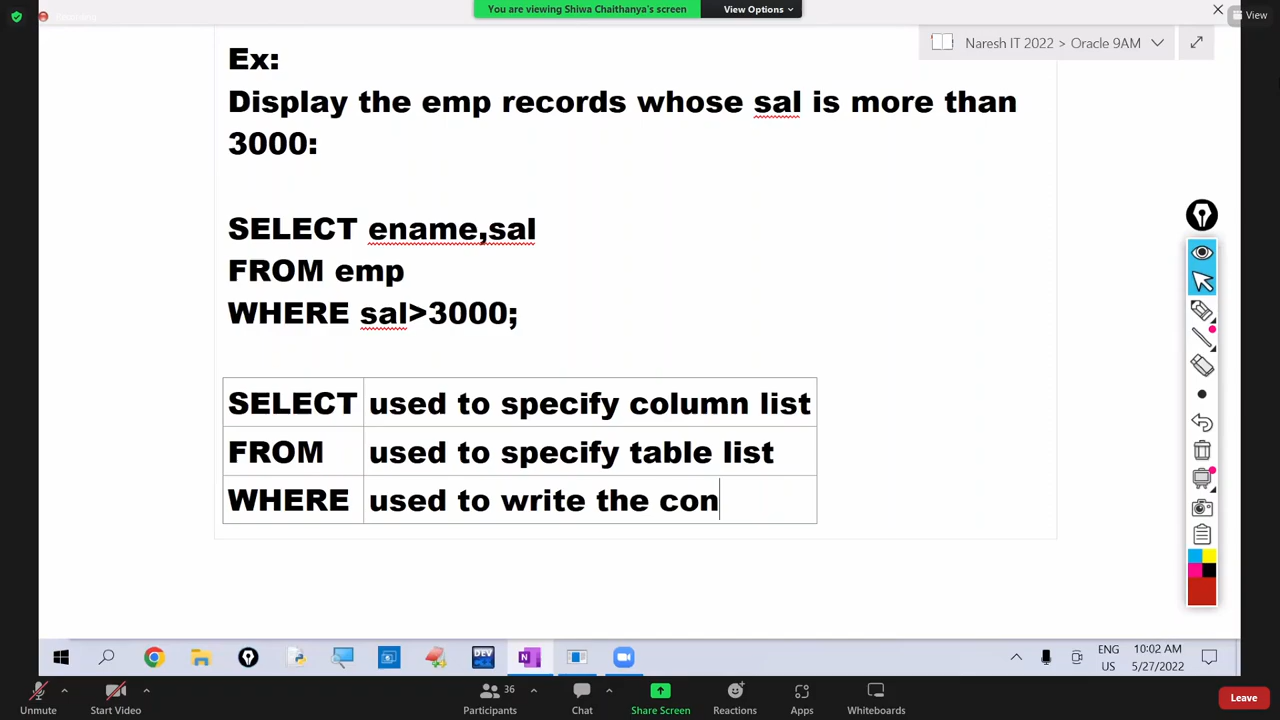 You are viewing Shiwa Chaithanya's screen
View Options
View
Naresh IT 2022 > Oracle 9AM
Ex:
Display the emp records whose sal is more than
3000:
SELECT ename,sal
FROM emp
WHERE sal>3000;
SELECT used to specify column list
FROM used to specify table list
WHERE used to write the con
DEV
ENG
US
10:02 AM
5/27/2022
Unmute
Start Video
36
Participants
Chat
Share Screen
Reactions
Apps
Whiteboards
Leave